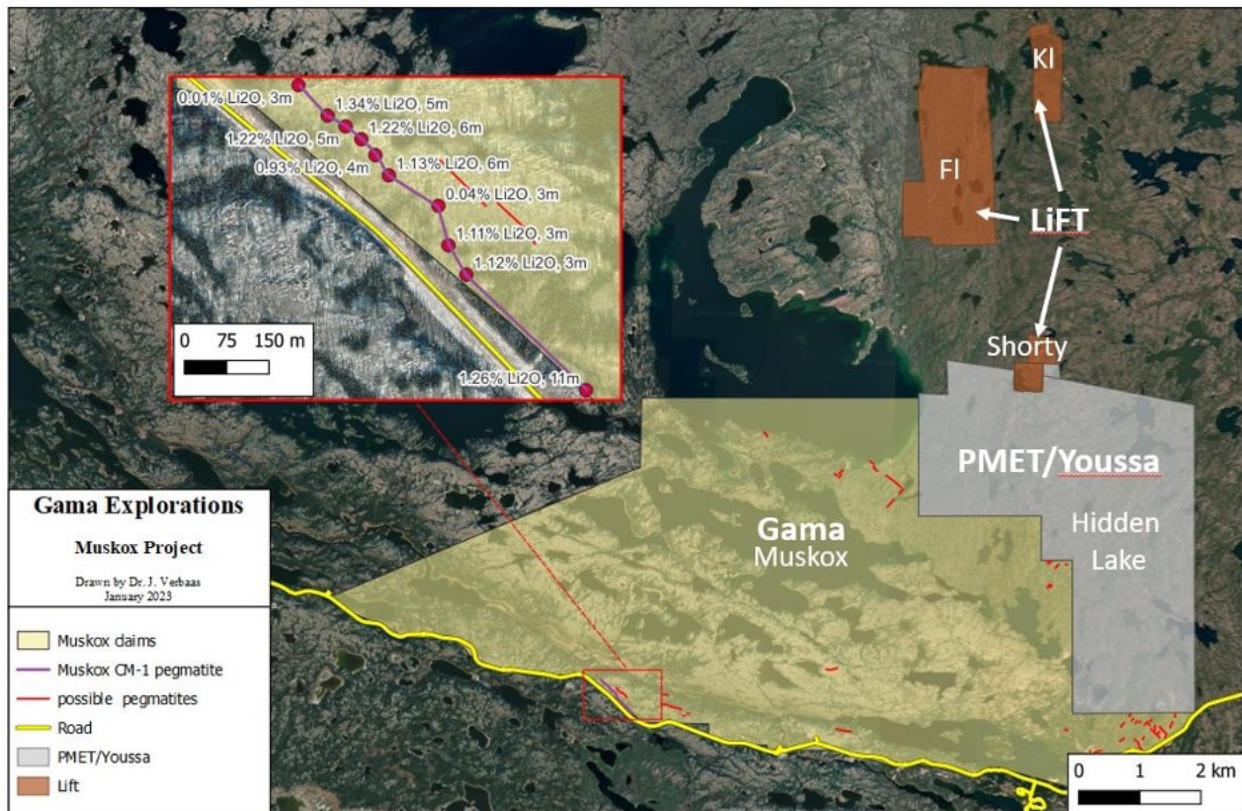 0.01% Li2O, 3m
1.34% Li2O, 5m
1.22% Li2O, 5m
1.22% Li2O, 6m
0.93% Li2O, 4m
1.13% Li2O, 6m
0.04% Li2O, 3m
1.11% Li2O, 3m
1.12% Li2O, 3m
1.26% Li2O, 11m
0 75 150 m
Kl
Fl
LiFT
Shorty
PMET/Youssa
Hidden
Lake
Gama
Muskox
Gama Explorations
Muskox Project
Drawn by Dr. J. Verbaas
January 2023
Muskox claims
Muskox CM-1 pegmatite
possible pegmatites
Road
PMET/Youssa
Lift
0 1 2 km